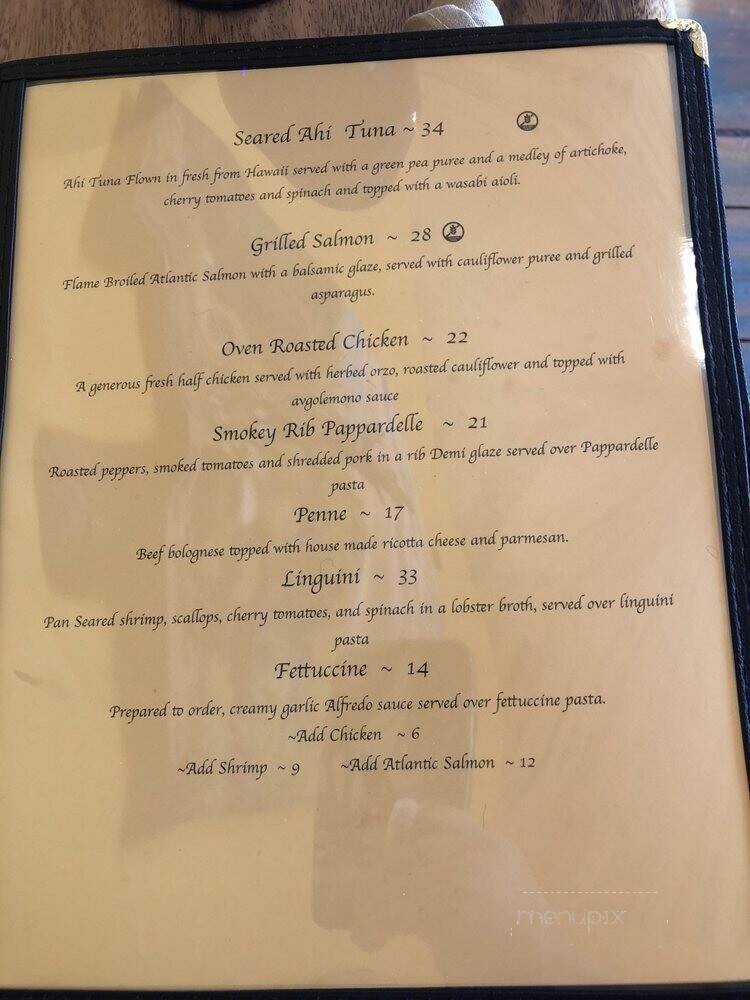 Seared Ahi Tuna ~ 34
Ahi Tuna Flown in fresh from Hawaii served with a green pea puree and a medley of artichoke,
cherry tomatoes and spinach and topped with a wasabi aioli.
Grilled Salmon ~ 28
Flame Broiled Atlantic Salmon with a balsamic glaze, served with cauliflower puree and grilled
asparagus.
Oven Roasted Chicken ~ 22
A generous fresh half chicken served with herbed orzo, roasted cauliflower and topped with
avgolemono sauce
Smokey Rib Pappardelle ~ 21
Roasted peppers, smoked tomatoes and shredded pork in a rib Demi glaze served over Pappardelle
pasta
Penne ~ 17
Beef bolognese topped with house made ricotta cheese and parmesan.
Linguini ~ 33
Pan Seared shrimp, scallops, cherry tomatoes, and spinach in a lobster broth, served over linguini
pasta
Fettuccine ~ 14
Prepared to order, creamy garlic Alfredo sauce served over fettuccine pasta.
~Add Chicken ~ 6
~Add Shrimp ~ 9 ~Add Atlantic Salmon ~ 12
menupix